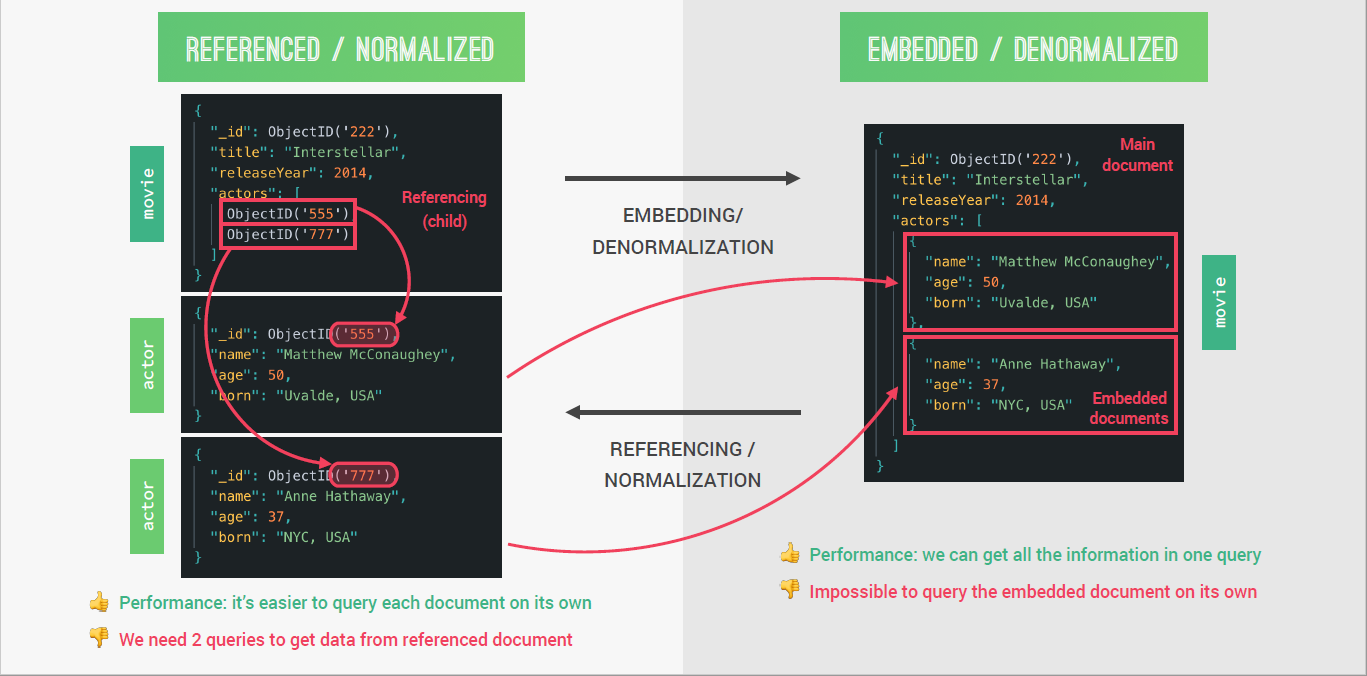 REFERENCED / NORMALIZED
movie
{
"_id": ObjectID('222'),
"title": "Interstellar",
"releaseYear": 2014,
"actors": [
ObjectID('555')
ObjectID('777')
]
}
Referencing
(child)
actor
{
"_id": ObjectID('555'),
"name": "Matthew McConaughey",
"age": 50,
"born": "Uvalde, USA"
}
actor
{
"_id": ObjectID('777')
"name": "Anne Hathaway",
"age": 37,
"born": "NYC, USA"
}
👍 Performance: it's easier to query each document on its own
👎 We need 2 queries to get data from referenced document
EMBEDDING/
DENORMALIZATION
REFERENCING /
NORMALIZATION
EMBEDDED / DENORMALIZED
{
"_id": ObjectID('222'),
"title": "Interstellar",
"releaseYear": 2014,
"actors": [
{
"name": "Matthew McConaughey",
"age": 50,
"born": "Uvalde, USA"
},
{
"name": "Anne Hathaway",
"age": 37,
"born": "NYC, USA"
}
]
}
Main
document
Embedded
documents
movie
👍 Performance: we can get all the information in one query
👎 Impossible to query the embedded document on its own